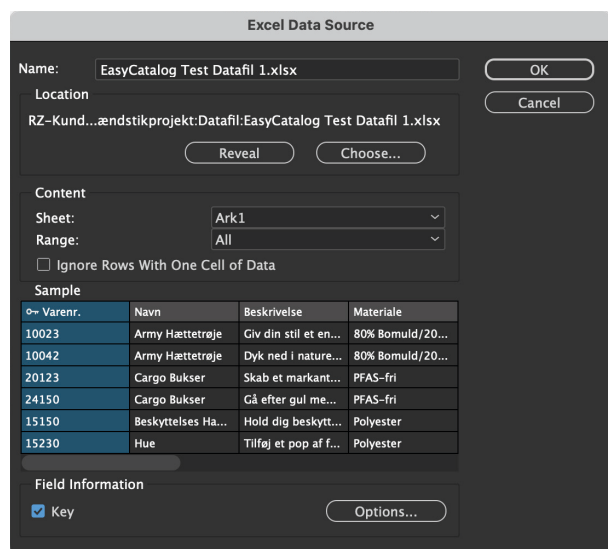 Excel Data Source
Name: EasyCatalog Test Datafil 1.xlsx
OK
Cancel
Location
RZ-Kund...ændstikprojekt:Datafil:EasyCatalog Test Datafil 1.xlsx
Reveal Choose...
Content
Sheet: Ark1
Range: All
Ignore Rows With One Cell of Data
Sample
Varenr. Navn Beskrivelse Materiale
10023 Army Hættetrøje Giv din stil et en... 80% Bomuld/20...
10042 Army Hættetrøje Dyk ned i nature... 80% Bomuld/20...
20123 Cargo Bukser Skab et markant... PFAS-fri
24150 Cargo Bukser Gå efter gul me... PFAS-fri
15150 Beskyttelses Ha... Hold dig beskytt... Polyester
15230 Hue Tilføj et pop af f... Polyester
Field Information
Key Options...